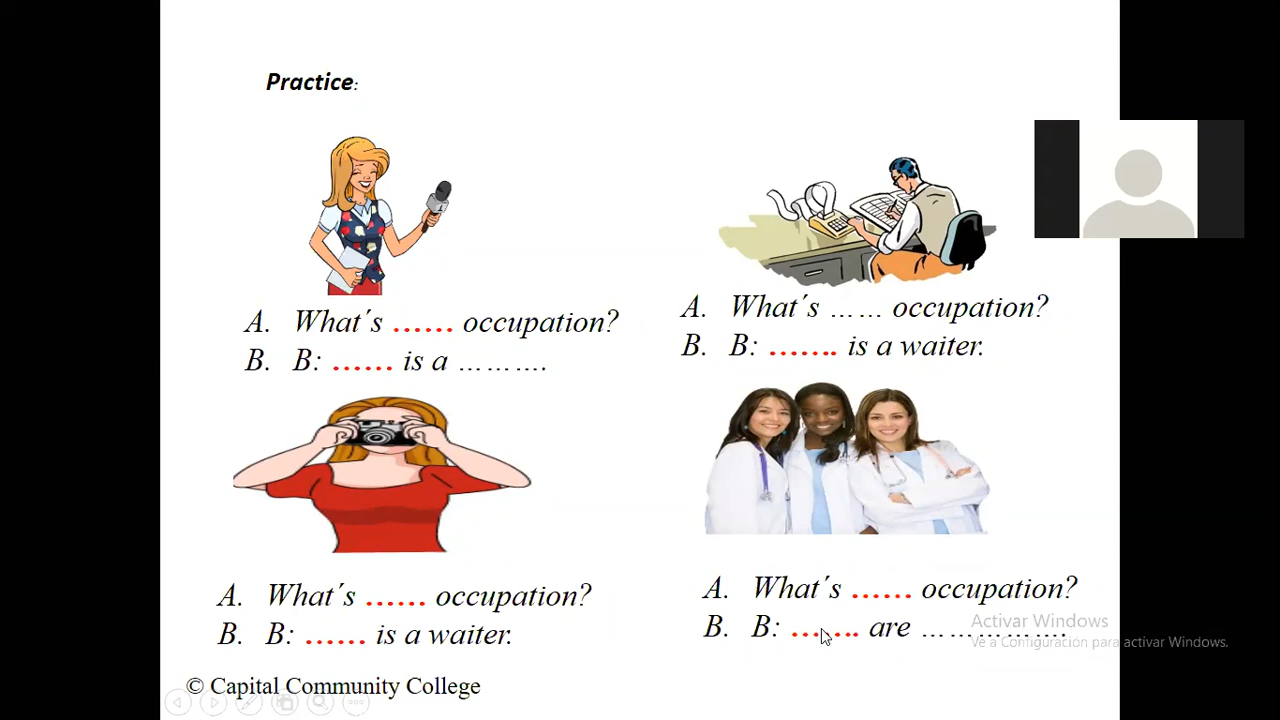 Practice:
A. What´s ...... occupation?
B. B: ...... is a ……….
A. What´s …… occupation?
B. B: ……. is a waiter.
A. What´s ...... occupation?
B. B: ...... is a waiter.
A. What´s ...... occupation?
B. B: ……. are …………….
Activar Windows
Ve a Configuración para activar Windows.
© Capital Community College